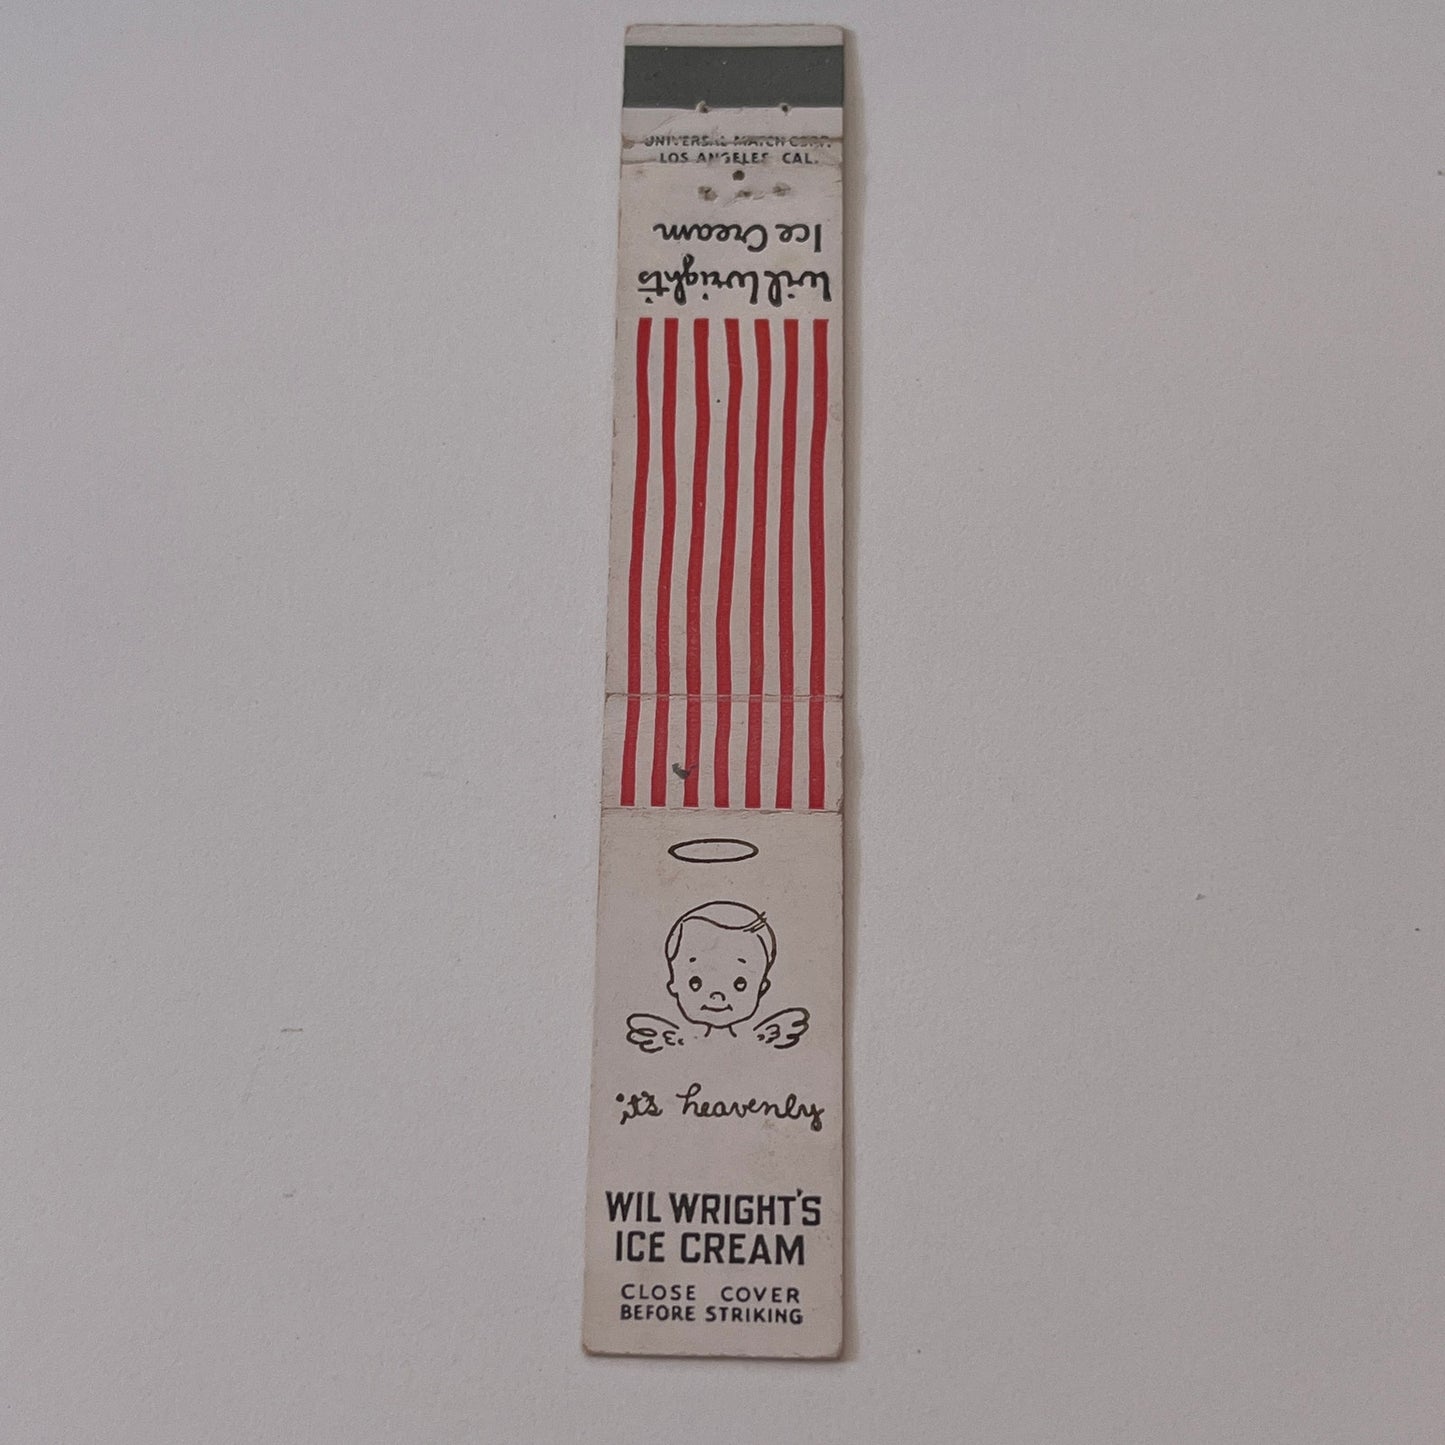 UNIVERSAL MATCH CORP.
LOS ANGELES CAL.
Wil Wright's
Ice Cream
it's heavenly
WIL WRIGHT'S
ICE CREAM
CLOSE COVER
BEFORE STRIKING